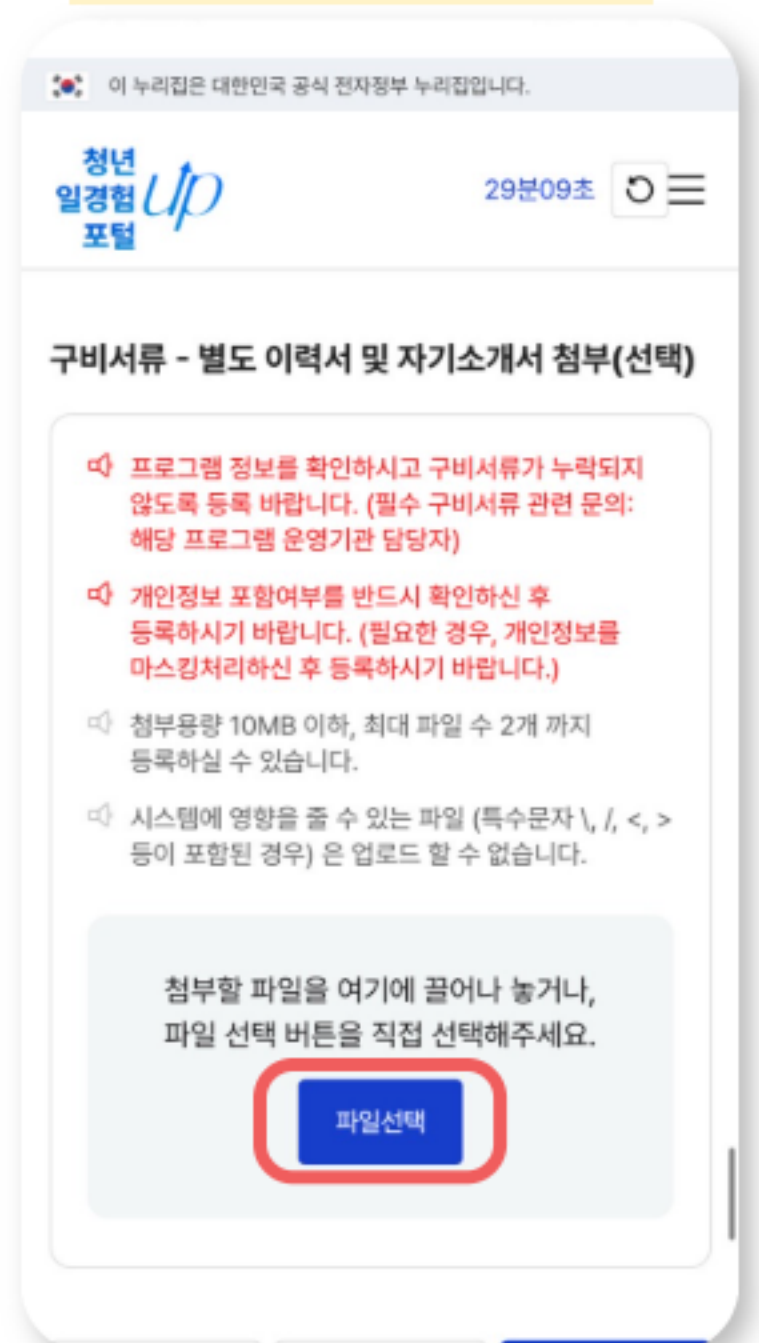 이 누리집은 대한민국 공식 전자정부 누리집입니다.
청년
일경험 up
포털
29분09초
구비서류 - 별도 이력서 및 자기소개서 첨부(선택)
프로그램 정보를 확인하시고 구비서류가 누락되지
않도록 등록 바랍니다. (필수 구비서류 관련 문의:
해당 프로그램 운영기관 담당자)
개인정보 포함여부를 반드시 확인하신 후
등록하시기 바랍니다. (필요한 경우, 개인정보를
마스킹처리하신 후 등록하시기 바랍니다.)
첨부용량 10MB 이하, 최대 파일 수 2개 까지
등록하실 수 있습니다.
시스템에 영향을 줄 수 있는 파일 (특수문자 \, /, <, >
등이 포함된 경우) 은 업로드 할 수 없습니다.
첨부할 파일을 여기에 끌어나 놓거나,
파일 선택 버튼을 직접 선택해주세요.
파일선택